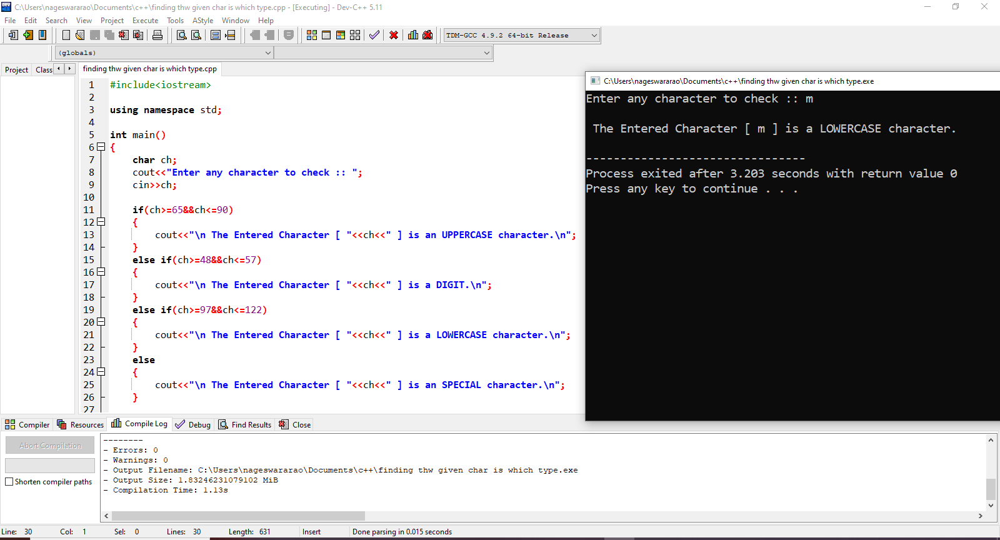 C:\Users\nageswararao\Documents\c++\finding thw given char is which type.cpp - [Executing] - Dev-C++ 5.11
File Edit Search View Project Execute Tools AStyle Window Help
TDM-GCC 4.9.2 64-bit Release
(globals)
Project Class finding thw given char is which type.cpp
1 #include<iostream>
2
3 using namespace std;
4
5 int main()
6 {
7 char ch;
8 cout<<"Enter any character to check :: ";
9 cin>>ch;
10
11 if(ch>=65&&ch<=90)
12 {
13 cout<<"\n The Entered Character [ "<<ch<<" ] is an UPPERCASE character.\n";
14 }
15 else if(ch>=48&&ch<=57)
16 {
17 cout<<"\n The Entered Character [ "<<ch<<" ] is a DIGIT.\n";
18 }
19 else if(ch>=97&&ch<=122)
20 {
21 cout<<"\n The Entered Character [ "<<ch<<" ] is a LOWERCASE character.\n";
22 }
23 else
24 {
25 cout<<"\n The Entered Character [ "<<ch<<" ] is an SPECIAL character.\n";
26 }
27
C:\Users\nageswararao\Documents\c++\finding thw given char is which type.exe
Enter any character to check :: m
The Entered Character [ m ] is a LOWERCASE character.
--------------------------------
Process exited after 3.203 seconds with return value 0
Press any key to continue . . .
Compiler Resources Compile Log Debug Find Results Close
Abort Compilation
Shorten compiler paths
--------
- Errors: 0
- Warnings: 0
- Output Filename: C:\Users\nageswararao\Documents\c++\finding thw given char is which type.exe
- Output Size: 1.83246231079102 MiB
- Compilation Time: 1.13s
Line: 30 Col: 1 Sel: 0 Lines: 30 Length: 631 Insert Done parsing in 0.015 seconds